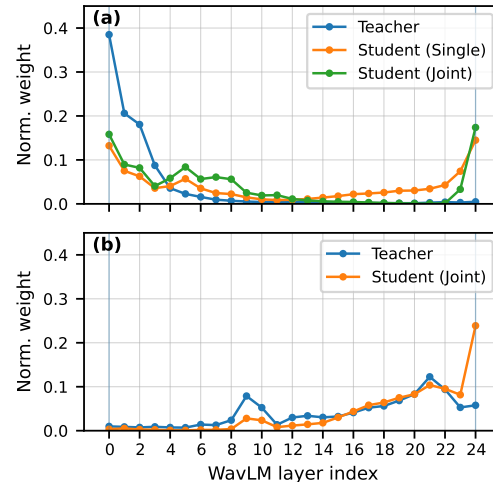 (a)
Teacher
Student (Single)
Student (Joint)
Norm. weight
0.4
0.3
0.2
0.1
0.0
(b)
Teacher
Student (Joint)
Norm. weight
0.4
0.3
0.2
0.1
0.0
0 2 4 6 8 10 12 14 16 18 20 22 24
WavLM layer index